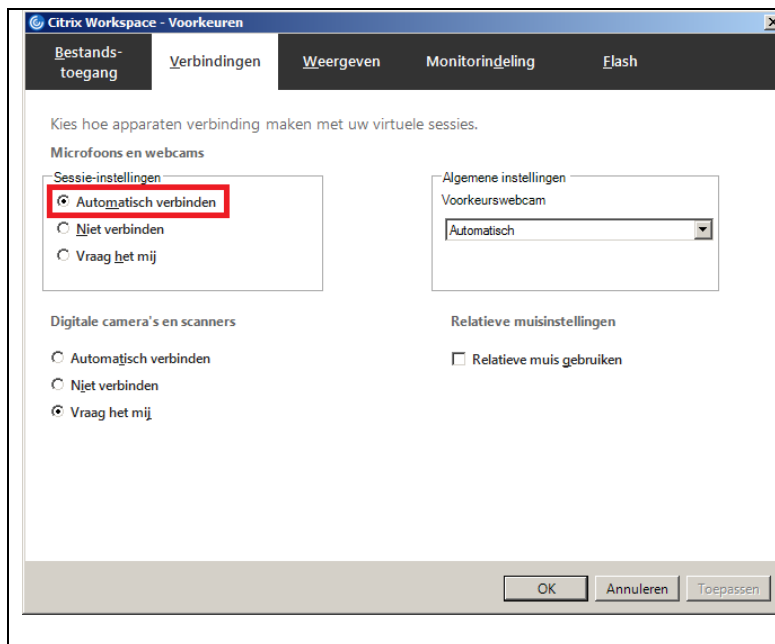 Citrix Workspace - Voorkeuren
Bestands-
toegang
Verbindingen
Weergeven
Monitorindeling
Flash
Kies hoe apparaten verbinding maken met uw virtuele sessies.
Microfoons en webcams
Sessie-instellingen
Automatisch verbinden
Niet verbinden
Vraag het mij
Algemene instellingen
Voorkeurswebcam
Automatisch
Digitale camera's en scanners
Automatisch verbinden
Niet verbinden
Vraag het mij
Relatieve muisinstellingen
Relatieve muis gebruiken
OK
Annuleren
Toepassen